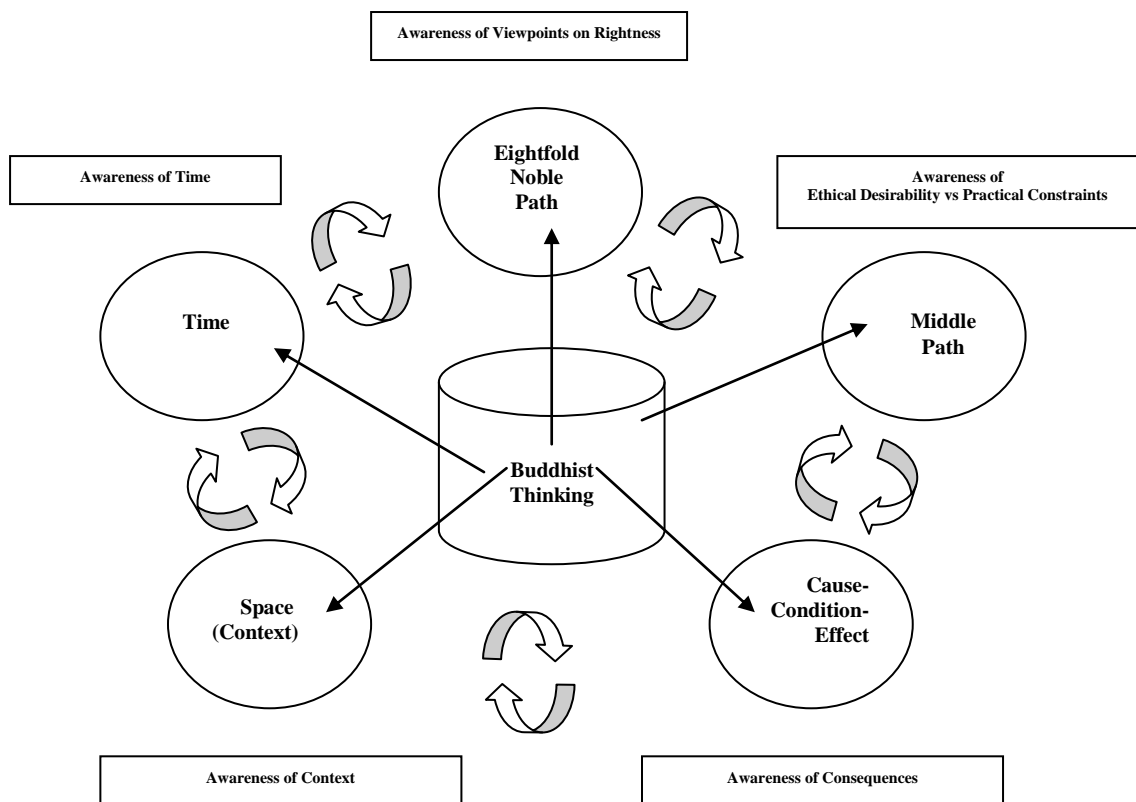 Awareness of Viewpoints on Rightness
Eightfold
Noble
Path
Awareness of Time
Awareness of
Ethical Desirability vs Practical Constraints
Time
Middle
Path
Buddhist
Thinking
Space
(Context)
Cause-
Condition-
Effect
Awareness of Context
Awareness of Consequences